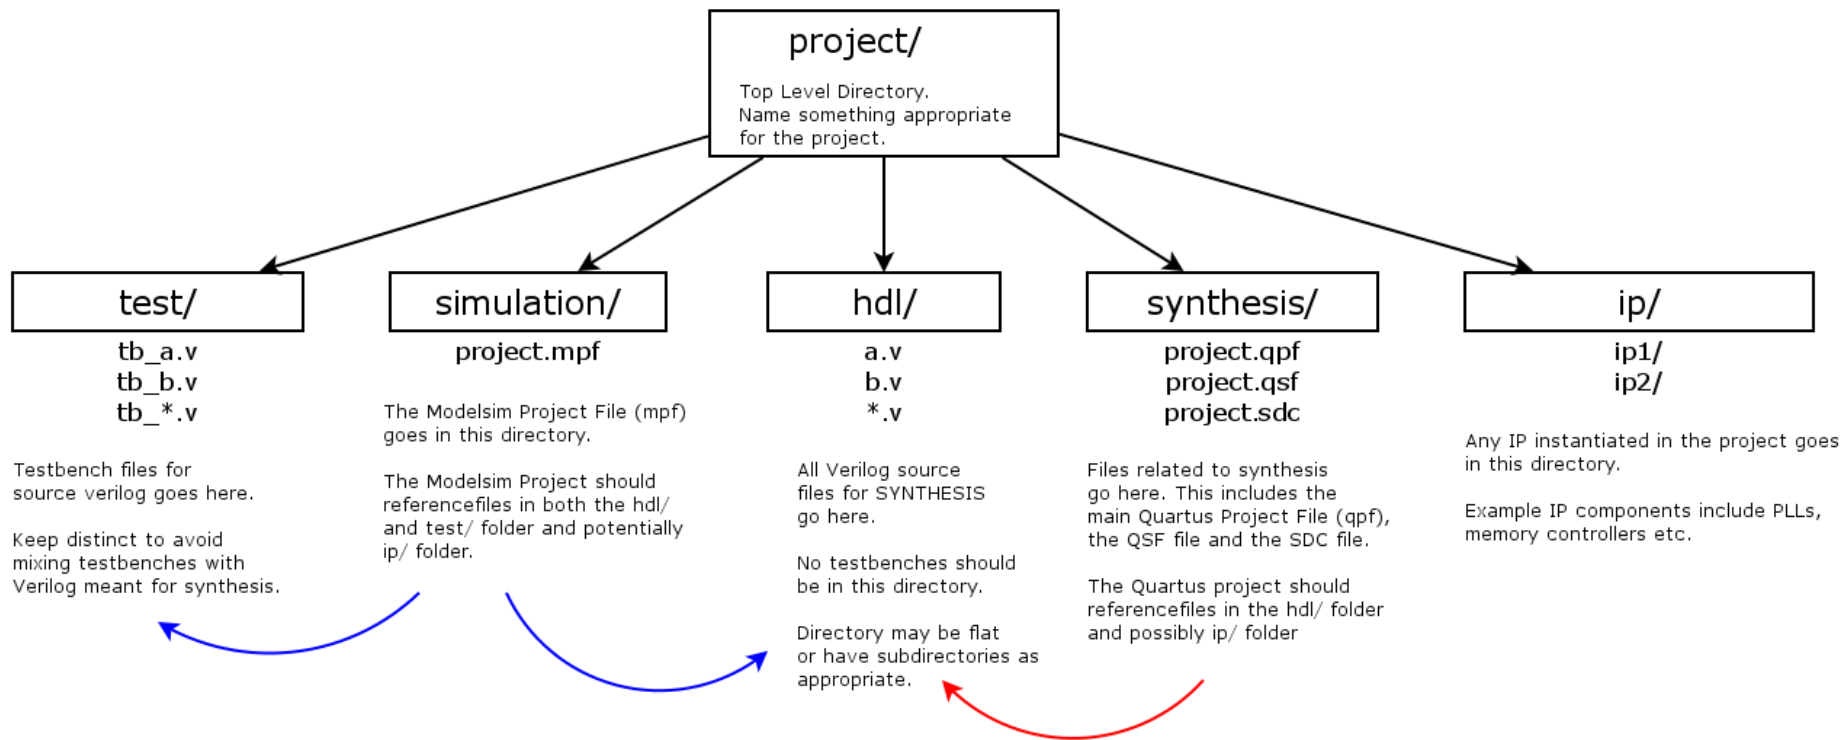 project/
Top Level Directory.
Name something appropriate
for the project.
test/
tb_a.v
tb_b.v
tb_*.v
Testbench files for
source verilog goes here.
Keep distinct to avoid
mixing testbenches with
Verilog meant for synthesis.
simulation/
project.mpf
The Modelsim Project File (mpf)
goes in this directory.
The Modelsim Project should
referencefiles in both the hdl/
and test/ folder and potentially
ip/ folder.
hdl/
a.v
b.v
*.v
All Verilog source
files for SYNTHESIS
go here.
No testbenches should
be in this directory.
Directory may be flat
or have subdirectories as
appropriate.
synthesis/
project.qpf
project.qsf
project.sdc
Files related to synthesis
go here. This includes the
main Quartus Project File (qpf),
the QSF file and the SDC file.
The Quartus project should
referencefiles in the hdl/ folder
and possibly ip/ folder
ip/
ip1/
ip2/
Any IP instantiated in the project goes
in this directory.
Example IP components include PLLs,
memory controllers etc.